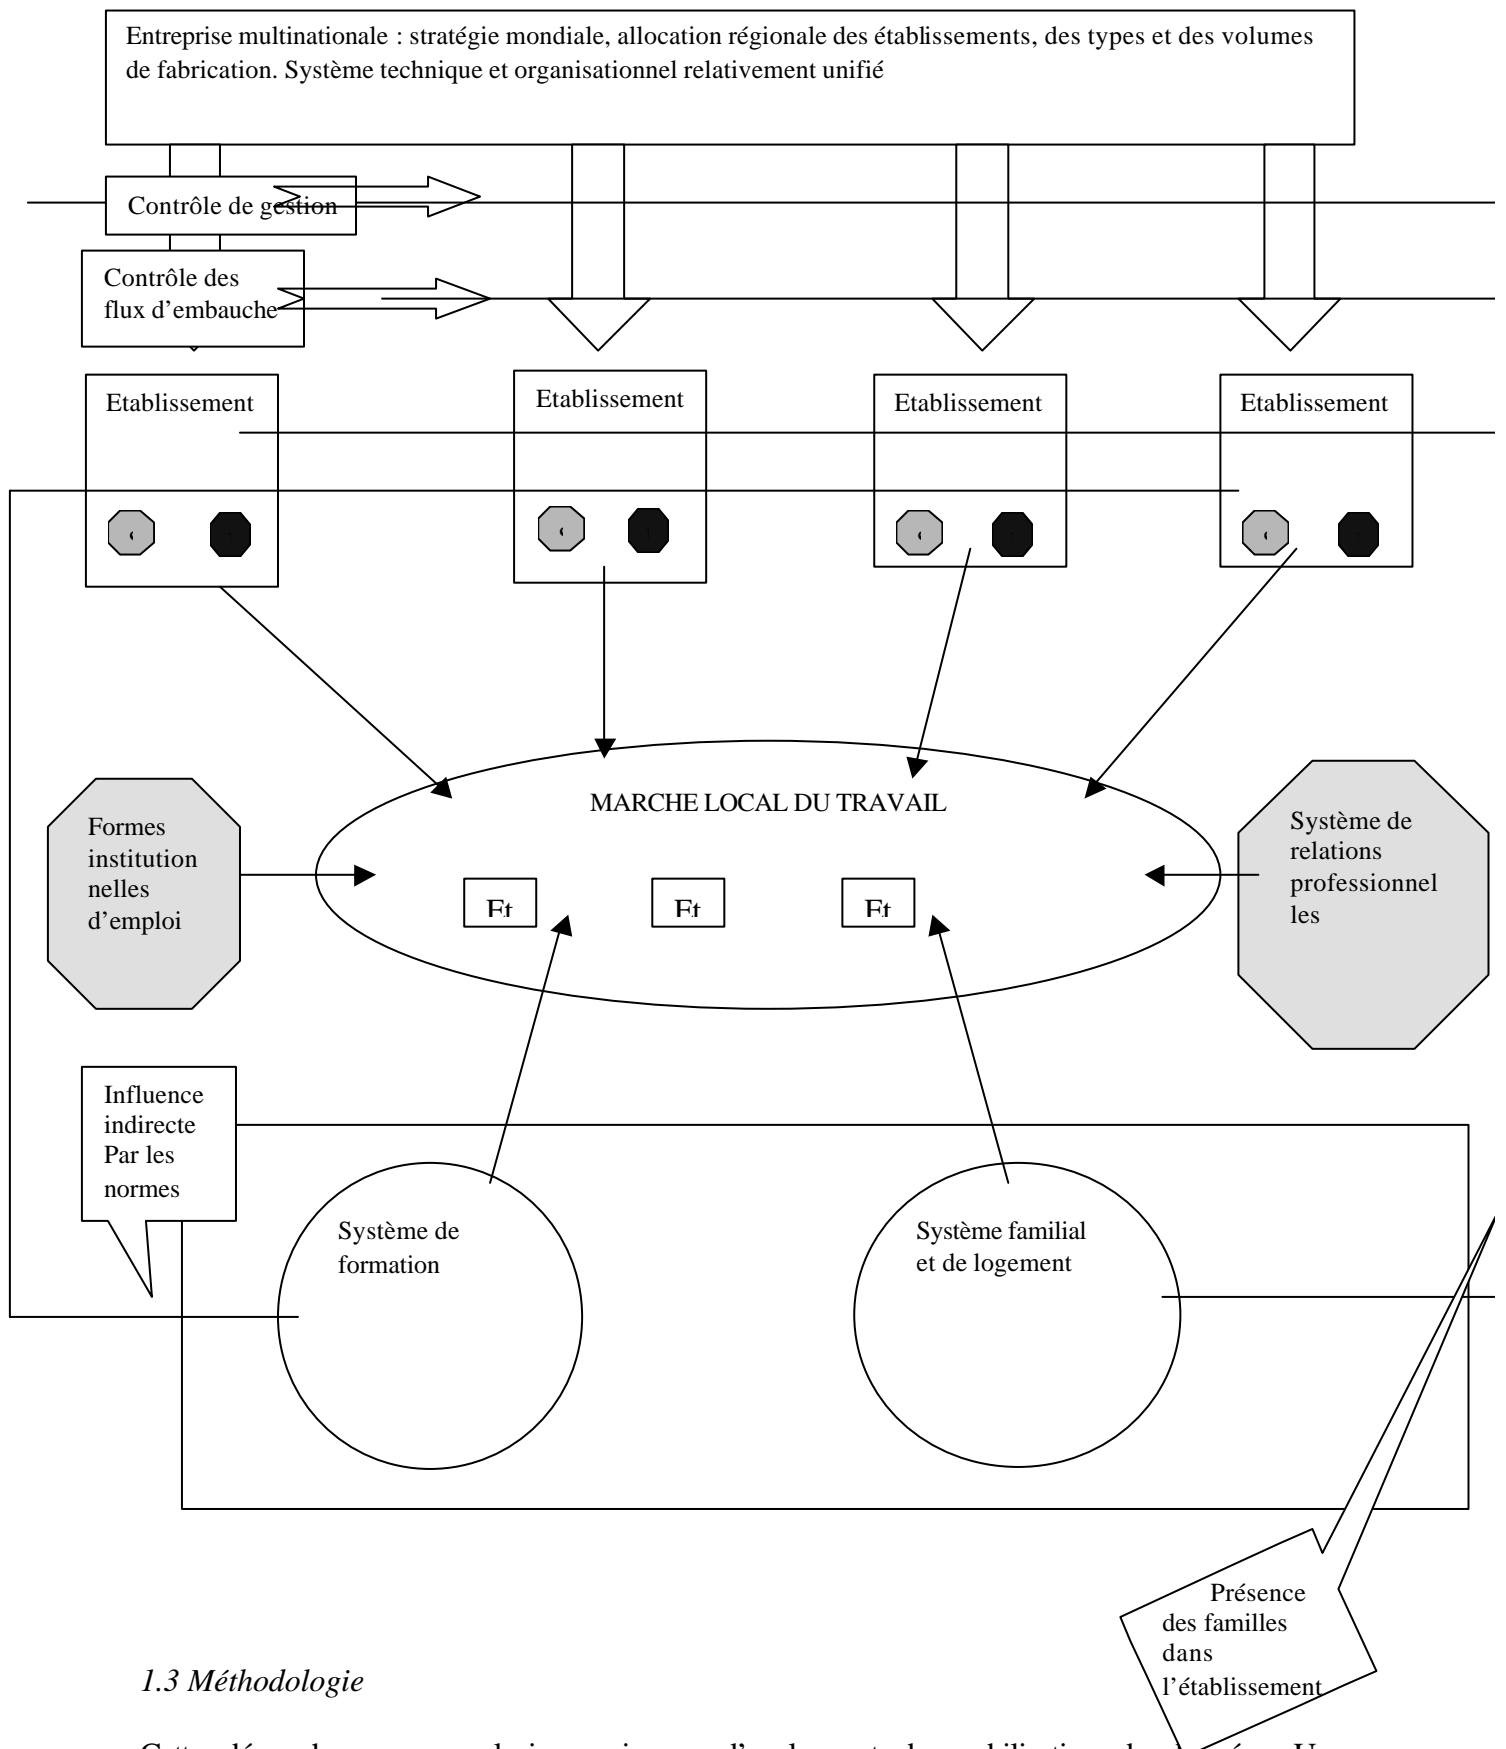 Entreprise multinationale : stratégie mondiale, allocation régionale des établissements, des types et des volumes
de fabrication. Système technique et organisationnel relativement unifié
Contrôle de gestion
Contrôle des
flux d’embauche
Etablissement
Etablissement
Etablissement
Etablissement
MARCHE LOCAL DU TRAVAIL
Formes
institution
nelles
d’emploi
Système de
relations
professionnel
les
Et
Et
Et
Influence
indirecte
Par les
normes
Système de
formation
Système familial
et de logement
Présence
des familles
dans
l’établissement
1.3 Méthodologie